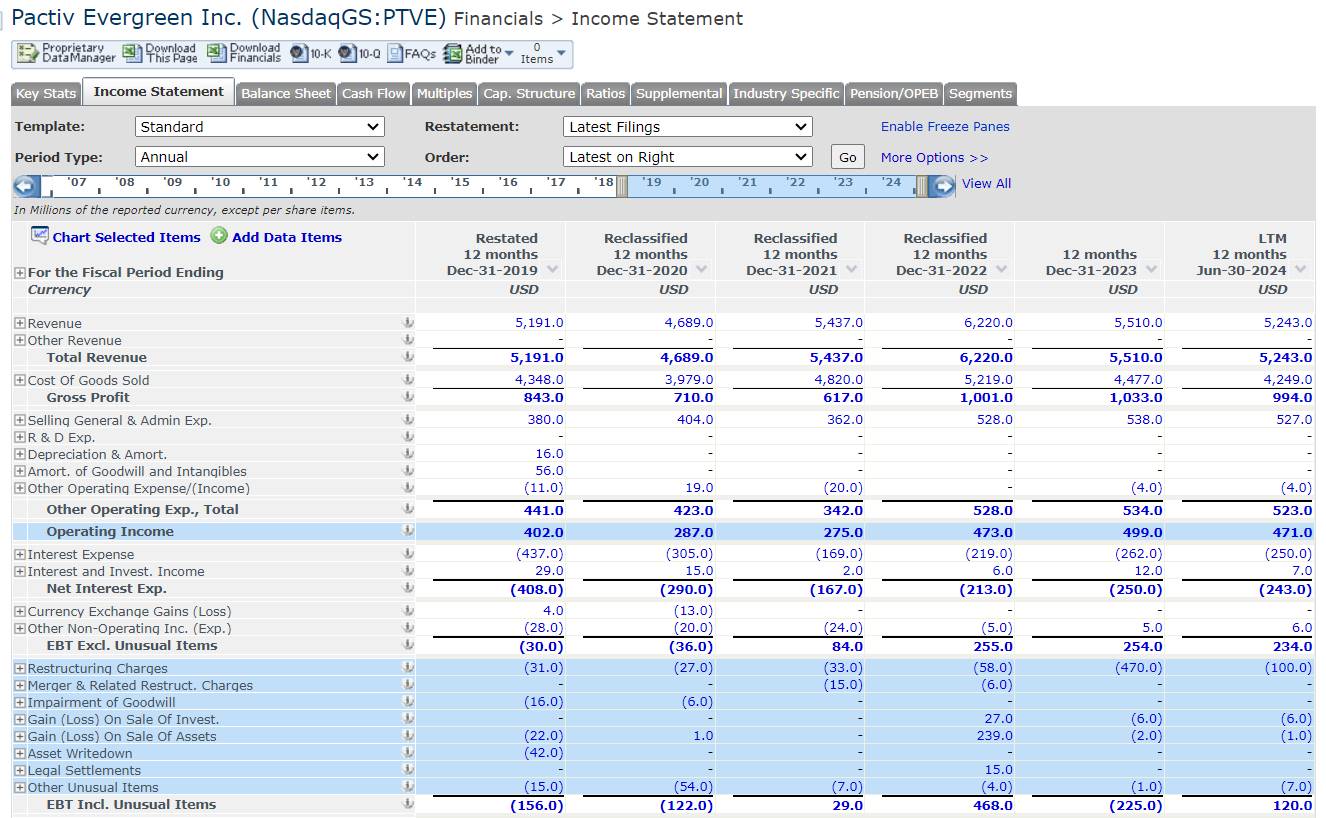 Pactiv Evergreen Inc. (NasdaqGS:PTVE) Financials > Income Statement
Proprietary DataManager Download This Page Download Financials 10-K 10-Q FAQs Add to Binder 0 Items
Key Stats Income Statement Balance Sheet Cash Flow Multiples Cap. Structure Ratios Supplemental Industry Specific Pension/OPEB Segments
Template: Standard Restatement: Latest Filings Enable Freeze Panes
Period Type: Annual Order: Latest on Right Go More Options >>
'07 '08 '09 '10 '11 '12 '13 '14 '15 '16 '17 '18 '19 '20 '21 '22 '23 '24 View All
In Millions of the reported currency, except per share items.
Chart Selected Items Add Data Items
Restated Reclassified Reclassified Reclassified LTM
12 months 12 months 12 months 12 months 12 months 12 months
For the Fiscal Period Ending Dec-31-2019 Dec-31-2020 Dec-31-2021 Dec-31-2022 Dec-31-2023 Jun-30-2024
Currency USD USD USD USD USD USD
Revenue 5,191.0 4,689.0 5,437.0 6,220.0 5,510.0 5,243.0
Other Revenue - - - - - -
Total Revenue 5,191.0 4,689.0 5,437.0 6,220.0 5,510.0 5,243.0
Cost Of Goods Sold 4,348.0 3,979.0 4,820.0 5,219.0 4,477.0 4,249.0
Gross Profit 843.0 710.0 617.0 1,001.0 1,033.0 994.0
Selling General & Admin Exp. 380.0 404.0 362.0 528.0 538.0 527.0
R & D Exp. - - - - - -
Depreciation & Amort. 16.0 - - - - -
Amort. of Goodwill and Intangibles 56.0 - - - - -
Other Operating Expense/(Income) (11.0) 19.0 (20.0) - (4.0) (4.0)
Other Operating Exp., Total 441.0 423.0 342.0 528.0 534.0 523.0
Operating Income 402.0 287.0 275.0 473.0 499.0 471.0
Interest Expense (437.0) (305.0) (169.0) (219.0) (262.0) (250.0)
Interest and Invest. Income 29.0 15.0 2.0 6.0 12.0 7.0
Net Interest Exp. (408.0) (290.0) (167.0) (213.0) (250.0) (243.0)
Currency Exchange Gains (Loss) 4.0 (13.0) - - - -
Other Non-Operating Inc. (Exp.) (28.0) (20.0) (24.0) (5.0) 5.0 6.0
EBT Excl. Unusual Items (30.0) (36.0) 84.0 255.0 254.0 234.0
Restructuring Charges (31.0) (27.0) (33.0) (58.0) (470.0) (100.0)
Merger & Related Restruct. Charges - - (15.0) (6.0) - -
Impairment of Goodwill (16.0) (6.0) - - - -
Gain (Loss) On Sale Of Invest. - - - 27.0 (6.0) (6.0)
Gain (Loss) On Sale Of Assets (22.0) 1.0 - 239.0 (2.0) (1.0)
Asset Writedown (42.0) - - - - -
Legal Settlements - - - 15.0 - -
Other Unusual Items (15.0) (54.0) (7.0) (4.0) (1.0) (7.0)
EBT Incl. Unusual Items (156.0) (122.0) 29.0 468.0 (225.0) 120.0